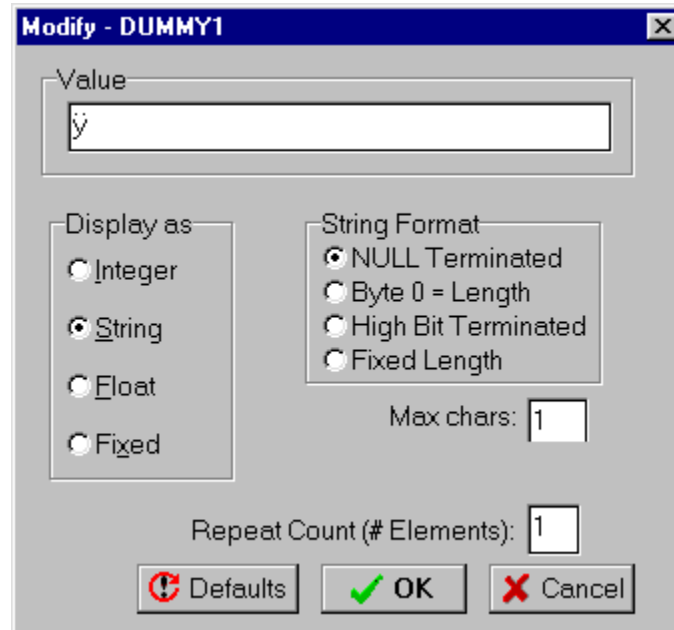 Modify - DUMMY1
Value
ÿ
Display as
Integer
String
Float
Fixed
String Format
NULL Terminated
Byte 0 = Length
High Bit Terminated
Fixed Length
Max chars: 1
Repeat Count (# Elements): 1
Defaults
OK
Cancel